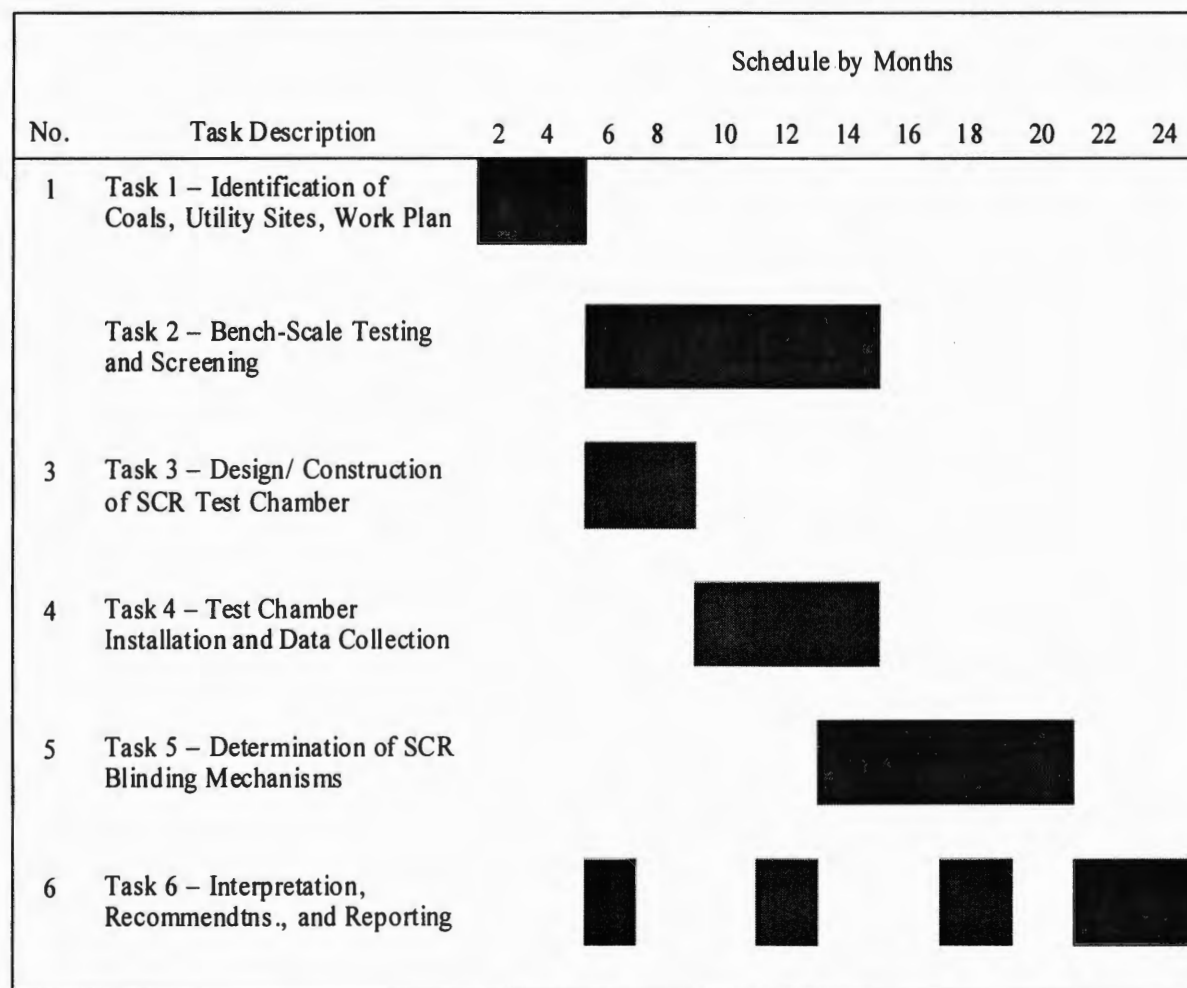 Schedule by Months
No. Task Description 2 4 6 8 10 12 14 16 18 20 22 24
1 Task 1 – Identification of
Coals, Utility Sites, Work Plan
Task 2 – Bench-Scale Testing
and Screening
3 Task 3 – Design/ Construction
of SCR Test Chamber
4 Task 4 – Test Chamber
Installation and Data Collection
5 Task 5 – Determination of SCR
Blinding Mechanisms
6 Task 6 – Interpretation,
Recommendtns., and Reporting